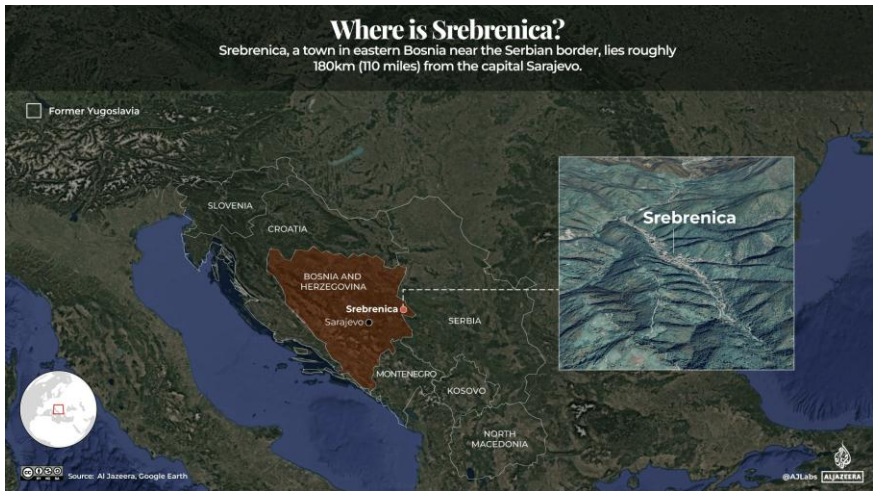 Where is Srebrenica?
Srebrenica, a town in eastern Bosnia near the Serbian border, lies roughly
180km (110 miles) from the capital Sarajevo.
Former Yugoslavia
SLOVENIA
CROATIA
BOSNIA AND
HERZEGOVINA
Srebrenica
Sarajevo
SERBIA
MONTENEGRO
KOSOVO
NORTH
MACEDONIA
Srebrenica
Source: Al Jazeera, Google Earth
@AJLabs
ALJAZEERA